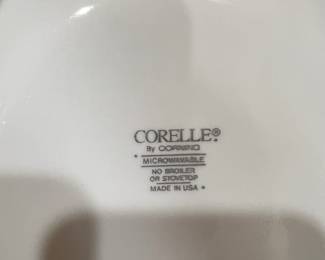 CORELLE®
By CORNING
• MICROWAVABLE •
NO BROILER
OR STOVETOP
MADE IN USA •